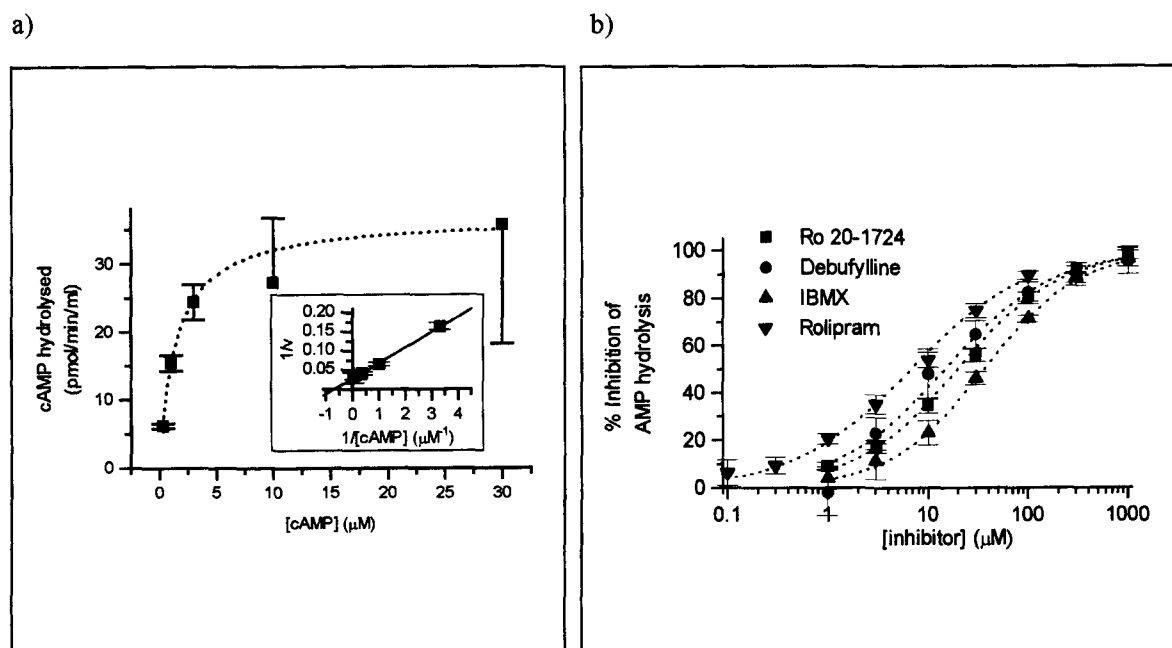 a)
b)
cAMP hydrolysed
(pmol/min/ml)
30
20
10
0
0
5
10
15
20
25
30
[cAMP] (µM)
1/v
0.20
0.15
0.10
0.05
-1
0
1
2
3
4
1/[cAMP] (µM-1)
Ro 20-1724
Debufylline
IBMX
Rolipram
% Inhibition of
AMP hydrolysis
100
80
60
40
20
0
0.1
1
10
100
1000
[inhibitor] (µM)